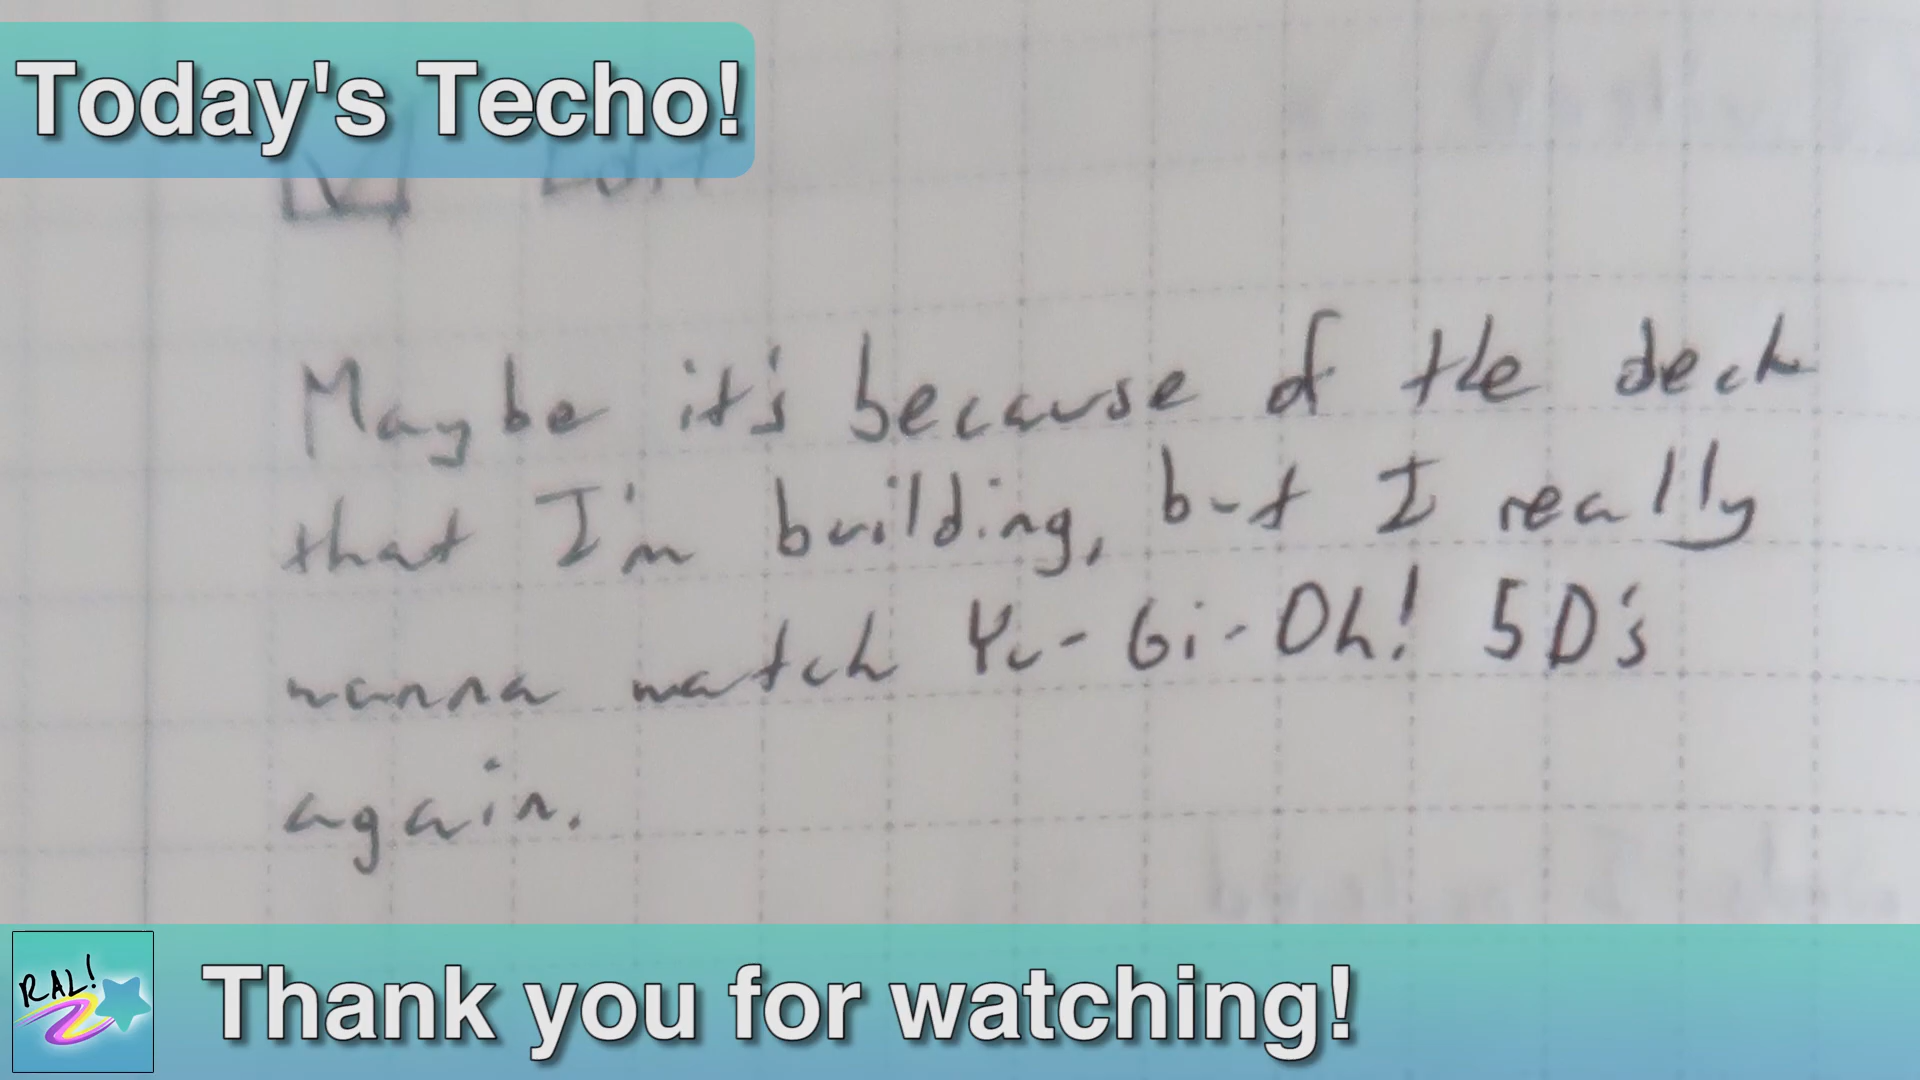 Today's Techo!
Maybe it's because of the deck
that I'm building, but I really
wanna watch Yu-Gi-Oh! 5D's
again.
RAL!
Thank you for watching!